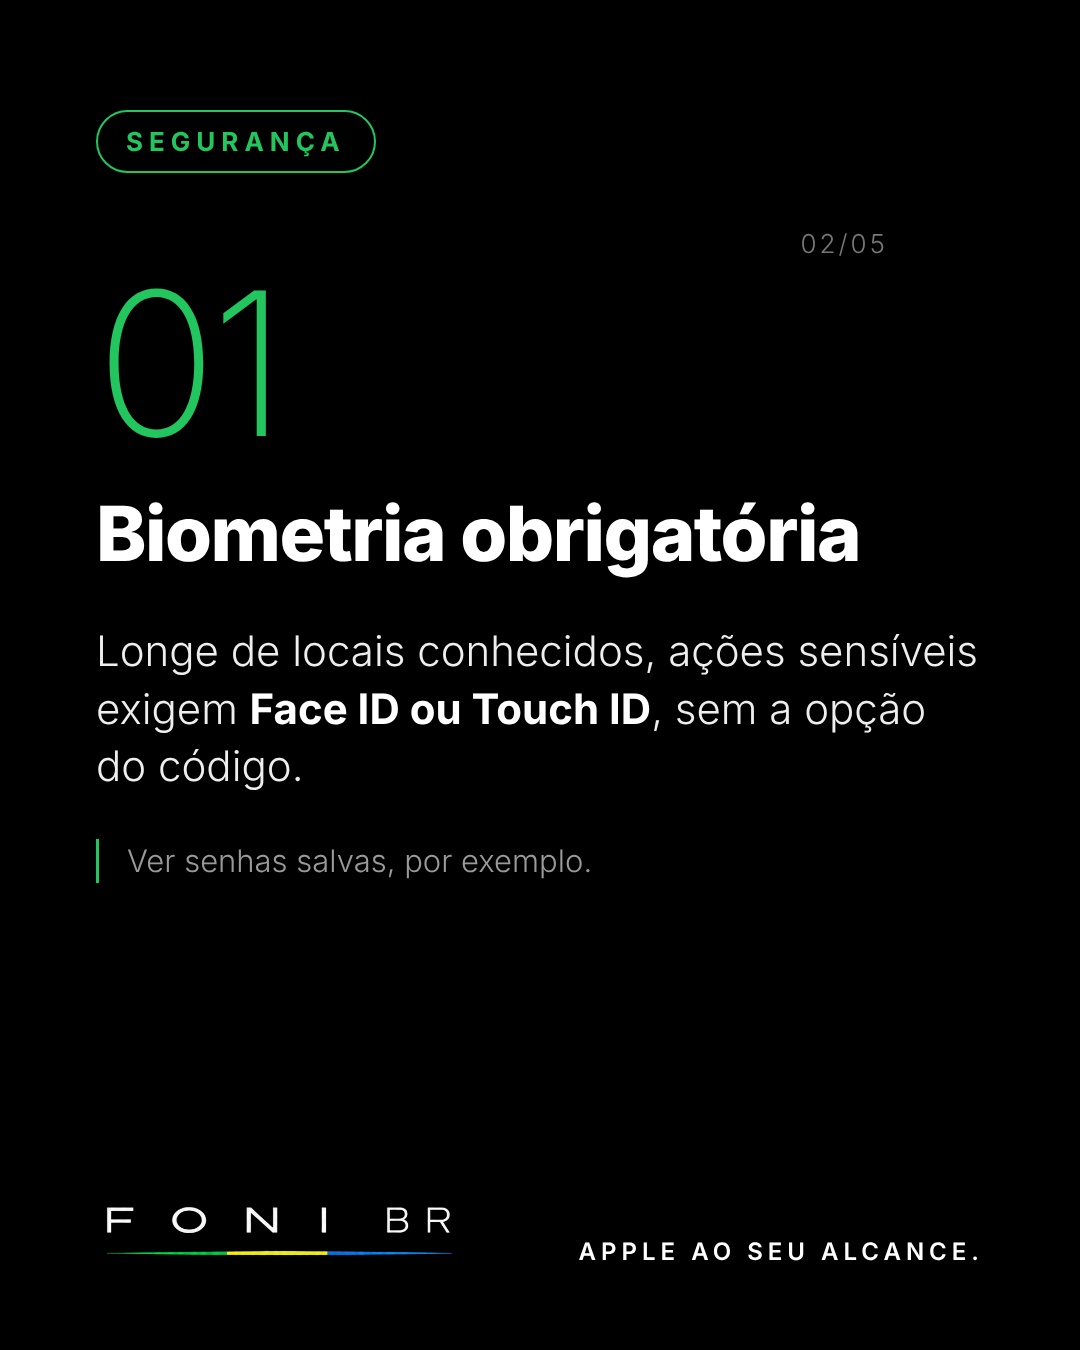 SEGURANÇA
02/05
01
Biometria obrigatória
Longe de locais conhecidos, ações sensíveis
exigem Face ID ou Touch ID, sem a opção
do código.
Ver senhas salvas, por exemplo.
FONI BR
APPLE AO SEU ALCANCE.